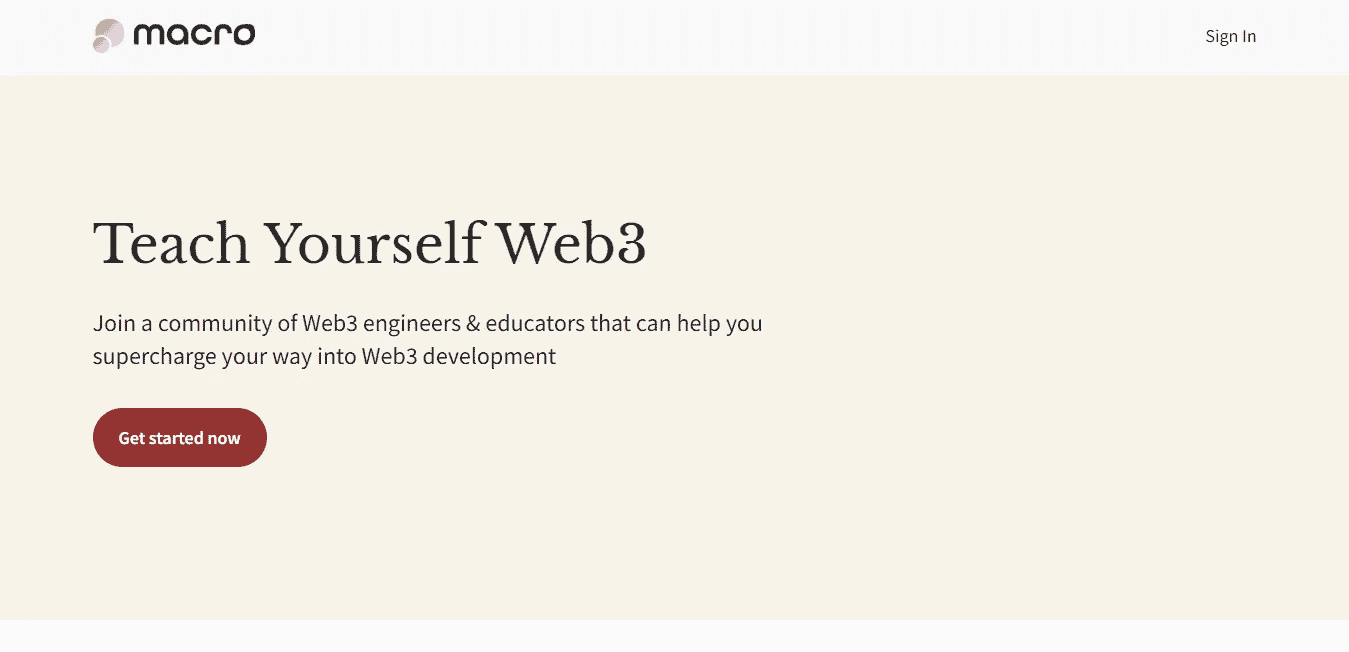 macro
Sign In
Teach Yourself Web3
Join a community of Web3 engineers & educators that can help you
supercharge your way into Web3 development
Get started now